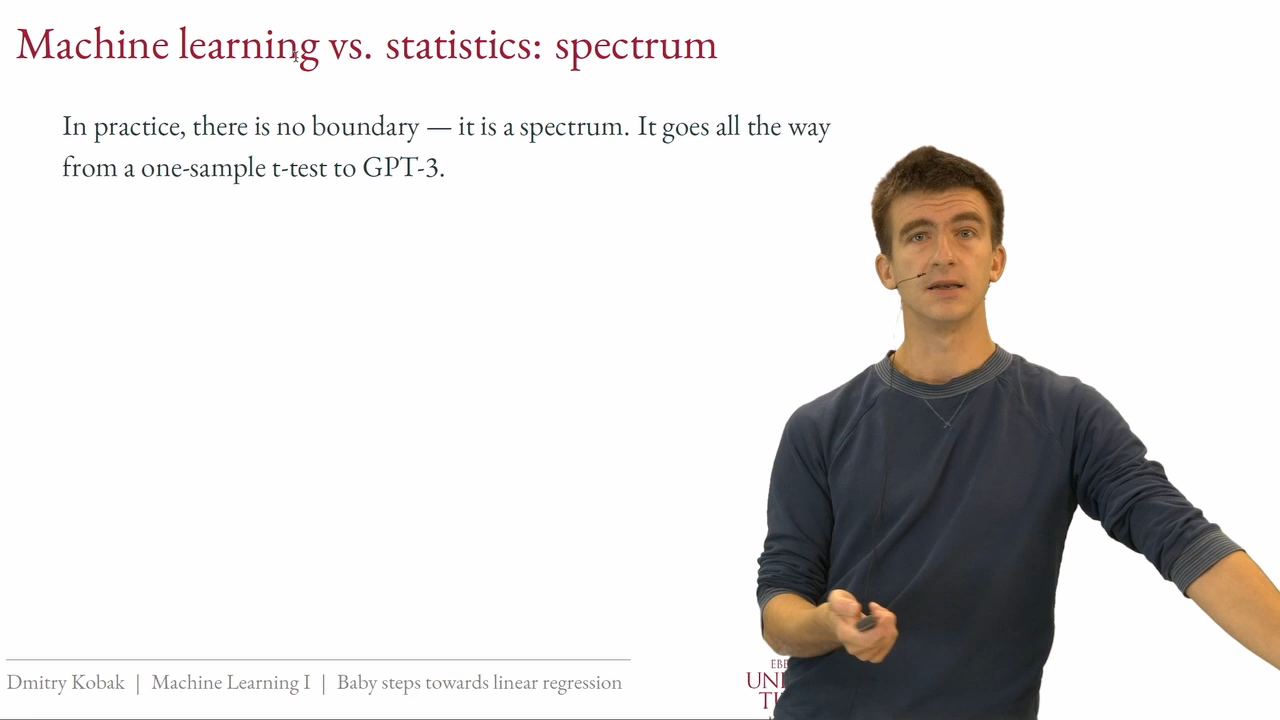 Machine learning vs. statistics: spectrum
In practice, there is no boundary — it is a spectrum. It goes all the way
from a one-sample t-test to GPT-3.
Dmitry Kobak | Machine Learning I | Baby steps towards linear regression